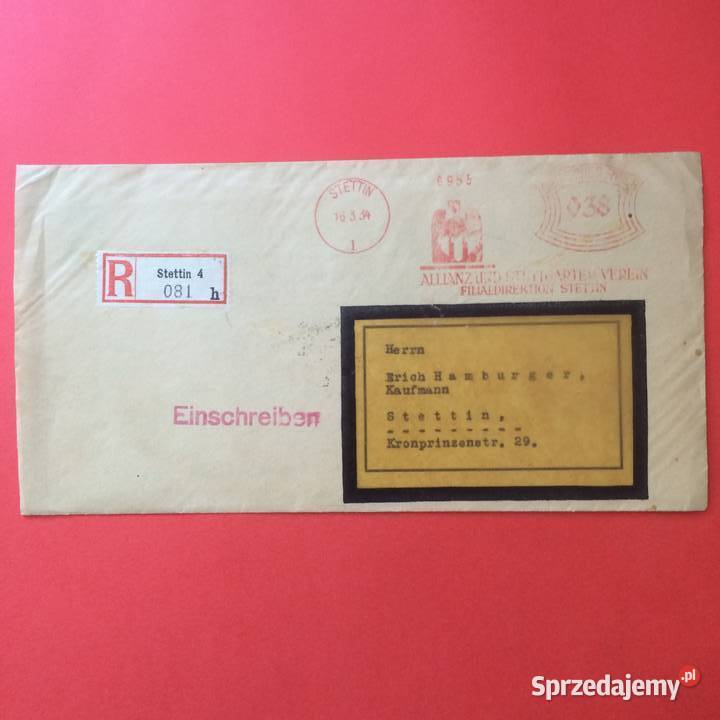 STETTIN
16.3.34
1
6985
038
ALLIANZ UND STUTTGARTER VEREIN
FILIALDIREKTION STETTIN
R
Stettin 4
081 h
Einschreiben
Herrn
Erich Hamburger,
Kaufmann
Stettin,
Kronprinzenstr. 29.
Sprzedajemy.pl